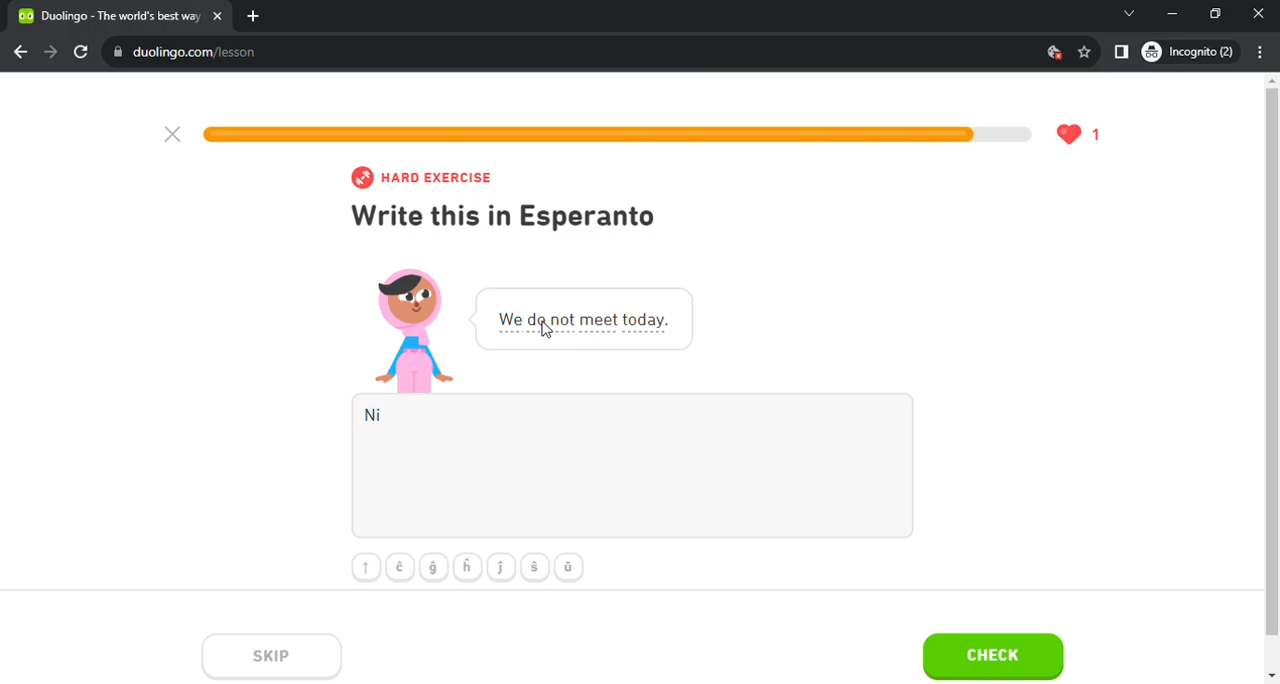 Duolingo - The world's best way
duolingo.com/lesson
Incognito (2)
1
HARD EXERCISE
Write this in Esperanto
We do not meet today.
Ni
↑ ĉ ĝ ĥ ĵ ŝ ŭ
SKIP
CHECK